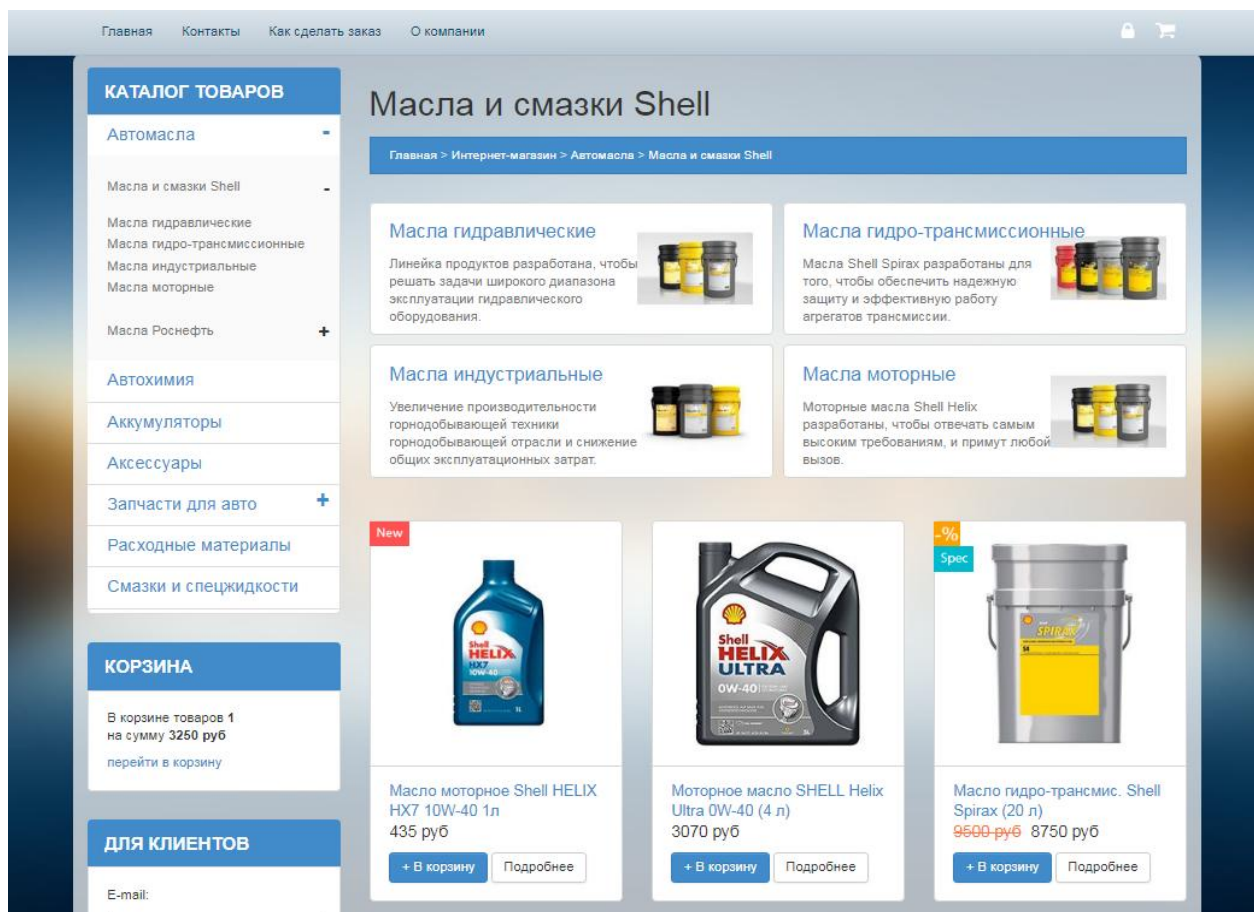 Главная Контакты Как сделать заказ О компании
КАТАЛОГ ТОВАРОВ
Автомасла -
Масла и смазки Shell -
Масла гидравлические
Масла гидро-трансмиссионные
Масла индустриальные
Масла моторные
Масла Роснефть +
Автохимия
Аккумуляторы
Аксессуары
Запчасти для авто +
Расходные материалы
Смазки и спецжидкости
КОРЗИНА
В корзине товаров 1
на сумму 3250 руб
перейти в корзину
ДЛЯ КЛИЕНТОВ
E-mail:
Масла и смазки Shell
Главная > Интернет-магазин > Автомасла > Масла и смазки Shell
Масла гидравлические
Линейка продуктов разработана, чтобы
решать задачи широкого диапазона
эксплуатации гидравлического
оборудования.
Масла гидро-трансмиссионные
Масла Shell Spirax разработаны для
того, чтобы обеспечить надежную
защиту и эффективную работу
агрегатов трансмиссии.
Масла индустриальные
Увеличение производительности
горнодобывающей техники
горнодобывающей отрасли и снижение
общих эксплуатационных затрат.
Масла моторные
Моторные масла Shell Helix
разработаны, чтобы отвечать самым
высоким требованиям, и примут любой
вызов.
New
Shell
HELIX
HX7
10W-40
1L
Масло моторное Shell HELIX
HX7 10W-40 1л
435 руб
+ В корзину Подробнее
Shell
HELIX
ULTRA
0W-40
Моторное масло SHELL Helix
Ultra 0W-40 (4 л)
3070 руб
+ В корзину Подробнее
-%
Spec
SPIRAX
S4
Масло гидро-трансмис. Shell
Spirax (20 л)
9500 руб 8750 руб
+ В корзину Подробнее